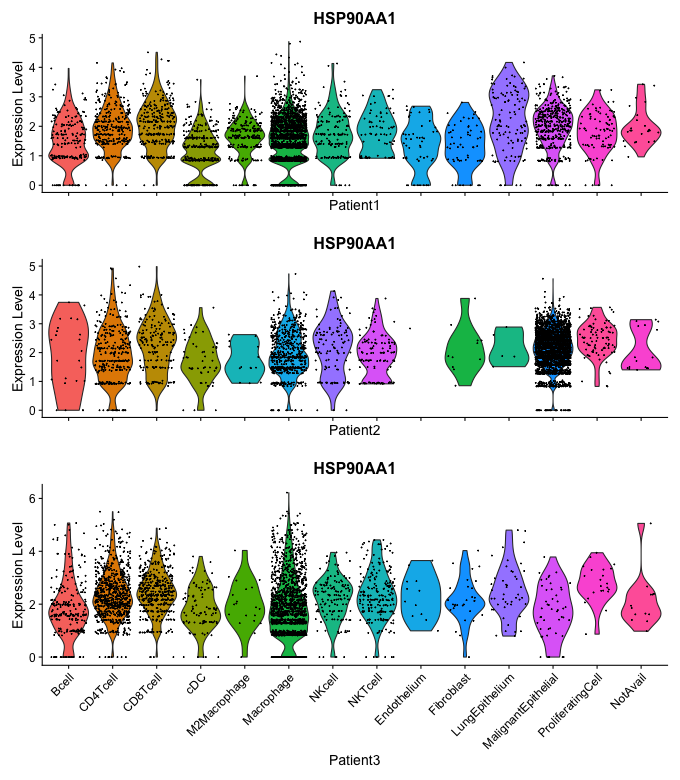 HSP90AA1
Expression Level
5
4
3
2
1
0
Patient1
HSP90AA1
Expression Level
5
4
3
2
1
0
Patient2
HSP90AA1
Expression Level
6
4
2
0
Bcell
CD4Tcell
CD8Tcell
cDC
M2Macrophage
Macrophage
NKcell
NKTcell
Endothelium
Fibroblast
LungEpithelium
MalignantEpithelial
ProliferatingCell
NotAvail
Patient3